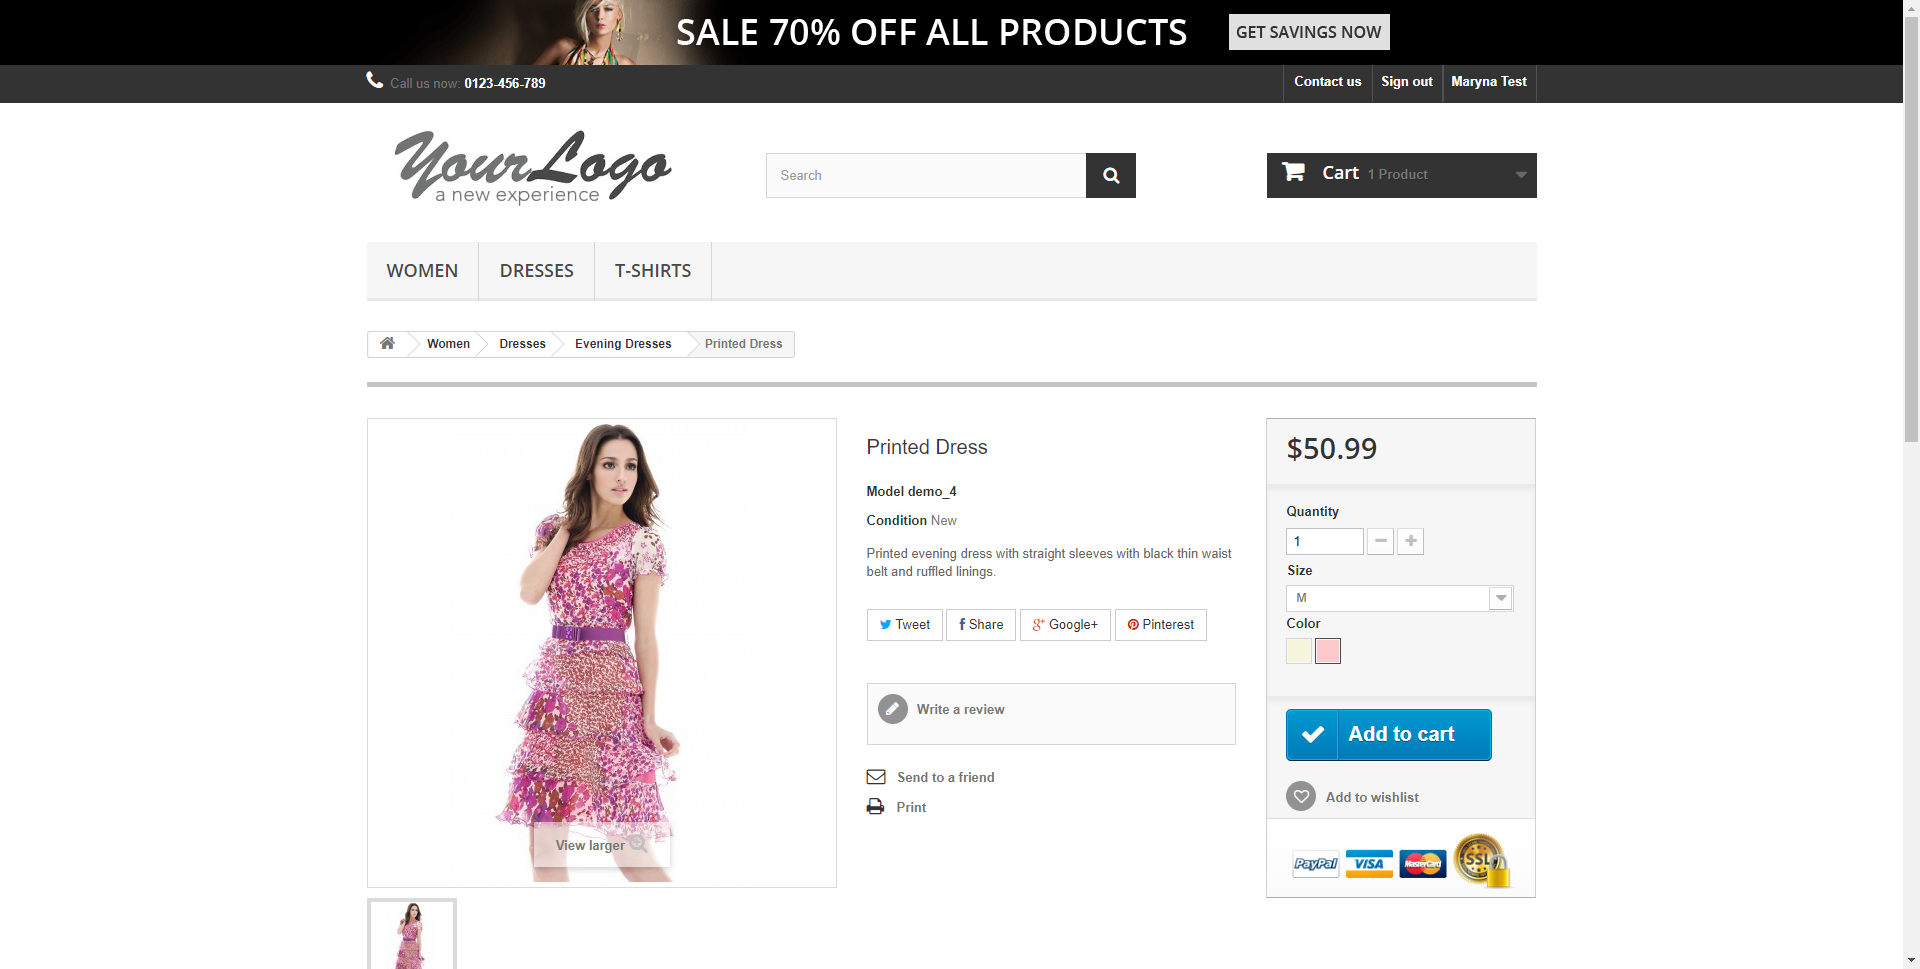 SALE 70% OFF ALL PRODUCTS GET SAVINGS NOW
Call us now: 0123-456-789 Contact us Sign out Maryna Test
YourLogo
a new experience
Search
Cart 1 Product
WOMEN DRESSES T-SHIRTS
Women Dresses Evening Dresses Printed Dress
Printed Dress
Model demo_4
Condition New
Printed evening dress with straight sleeves with black thin waist
belt and ruffled linings.
Tweet Share Google+ Pinterest
Write a review
Send to a friend
Print
View larger
$50.99
Quantity
1
Size
M
Color
Add to cart
Add to wishlist
PayPal VISA MasterCard SSL